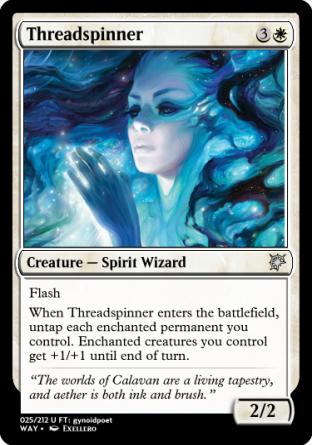 Threadspinner 3
Creature — Spirit Wizard
Flash
When Threadspinner enters the battlefield,
untap each enchanted permanent you
control. Enchanted creatures you control
get +1/+1 until end of turn.
“The worlds of Calavan are a living tapestry,
and aether is both ink and brush.”
2/2
025/212 U FT: gynoidpoet
WAY • Exellero